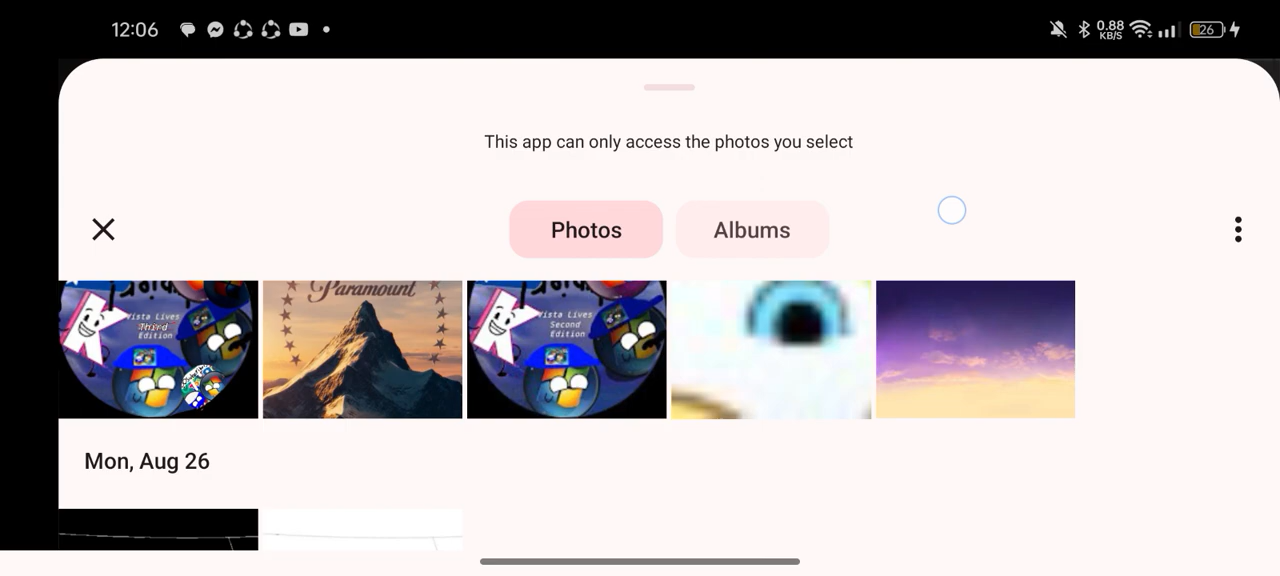 12:06
0.88
KB/S
26
This app can only access the photos you select
Photos
Albums
Paramount
Vista Lives
Third
Edition
Vista Lives
Second
Edition
Mon, Aug 26